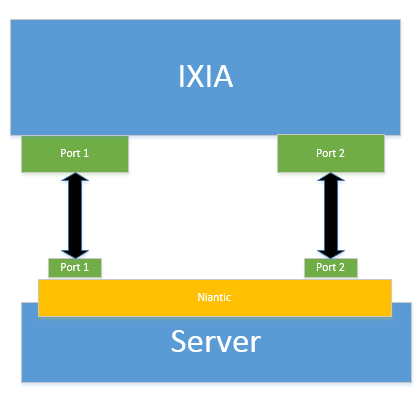 IXIA
Port 1
Port 2
Port 1
Port 2
Niantic
Server